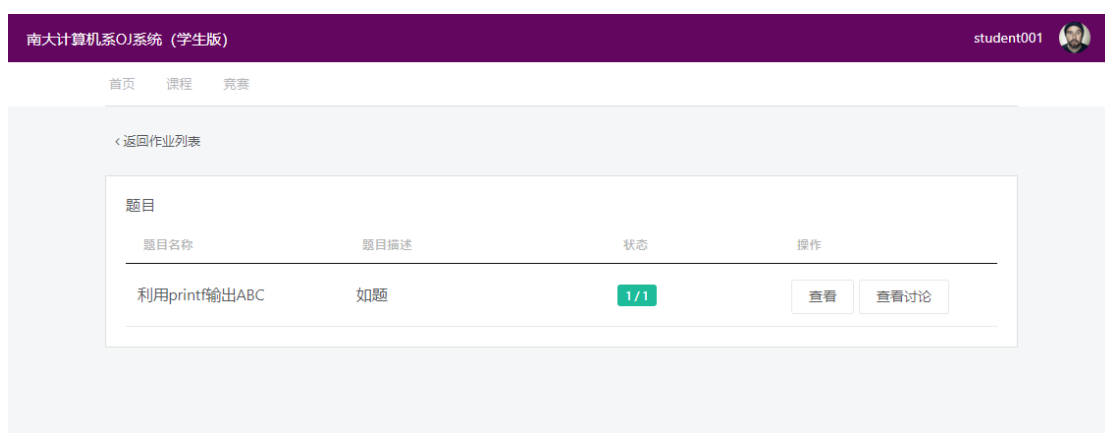 南大计算机系OJ系统（学生版） student001
首页 课程 竞赛
‹ 返回作业列表
题目
题目名称 题目描述 状态 操作
利用printf输出ABC 如题 1 / 1 查看 查看讨论